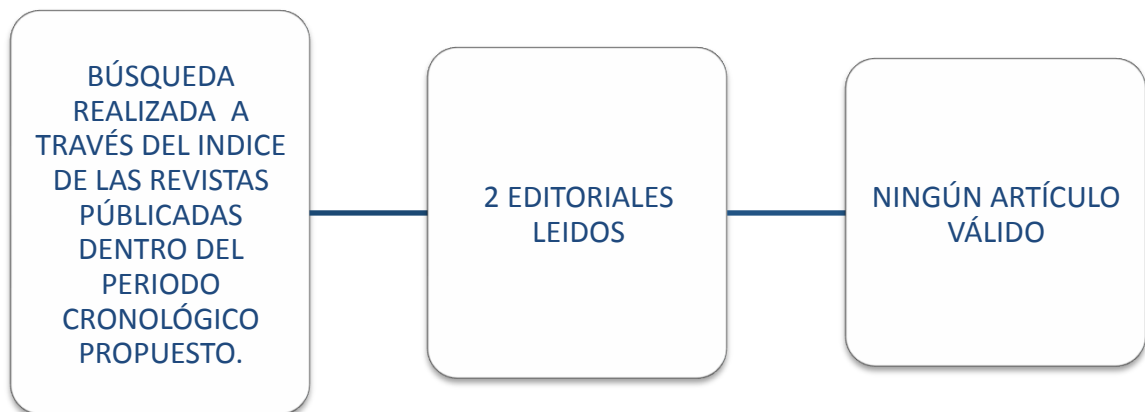 BÚSQUEDA
REALIZADA A
TRAVÉS DEL INDICE
DE LAS REVISTAS
PÚBLICADAS
DENTRO DEL
PERIODO
CRONOLÓGICO
PROPUESTO.
2 EDITORIALES
LEIDOS
NINGÚN ARTÍCULO
VÁLIDO